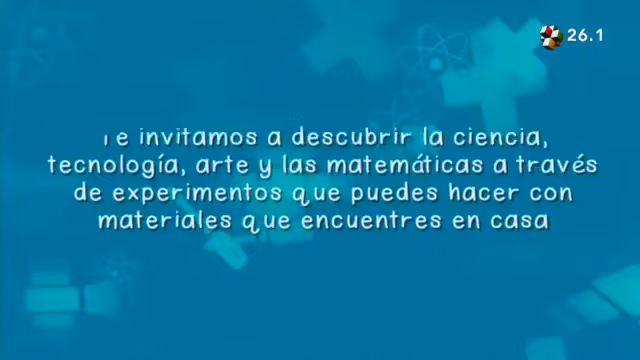 26.1
Te invitamos a descubrir la ciencia,
tecnología, arte y las matemáticas a través
de experimentos que puedes hacer con
materiales que encuentres en casa